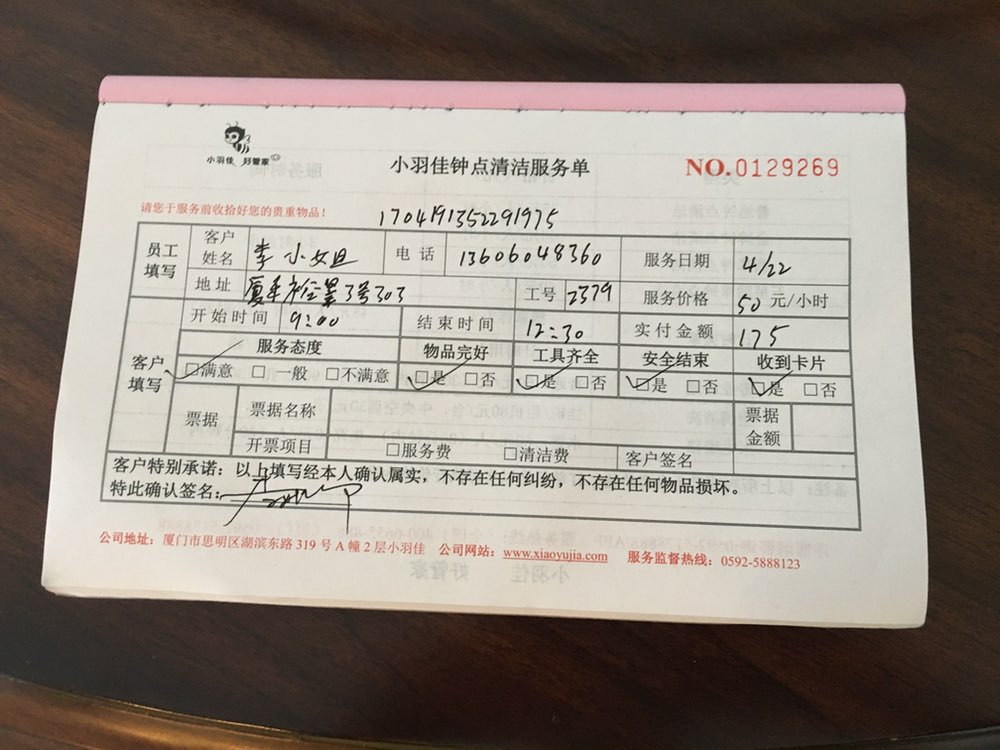 小羽佳 好管家
小羽佳钟点清洁服务单
NO.0129269
请您于服务前收拾好您的贵重物品！
1704191352291975
员工填写 客户姓名 李小姐 电话 13606048360 服务日期 4/22
地址 3号303 工号 2379 服务价格 50元/小时
开始时间 9:00 结束时间 12:30 实付金额 175
客户填写 服务态度 物品完好 工具齐全 安全结束 收到卡片
□满意 □一般 □不满意 □是 □否 □是 □否 □是 □否 □是 □否
票据 票据名称 票据金额
开票项目 □服务费 □清洁费 客户签名
客户特别承诺：以上填写经本人确认属实，不存在任何纠纷，不存在任何物品损坏。
特此确认签名：
公司地址：厦门市思明区湖滨东路 319 号 A 幢 2 层小羽佳 公司网站：www.xiaoyujia.com 服务监督热线：0592-5888123